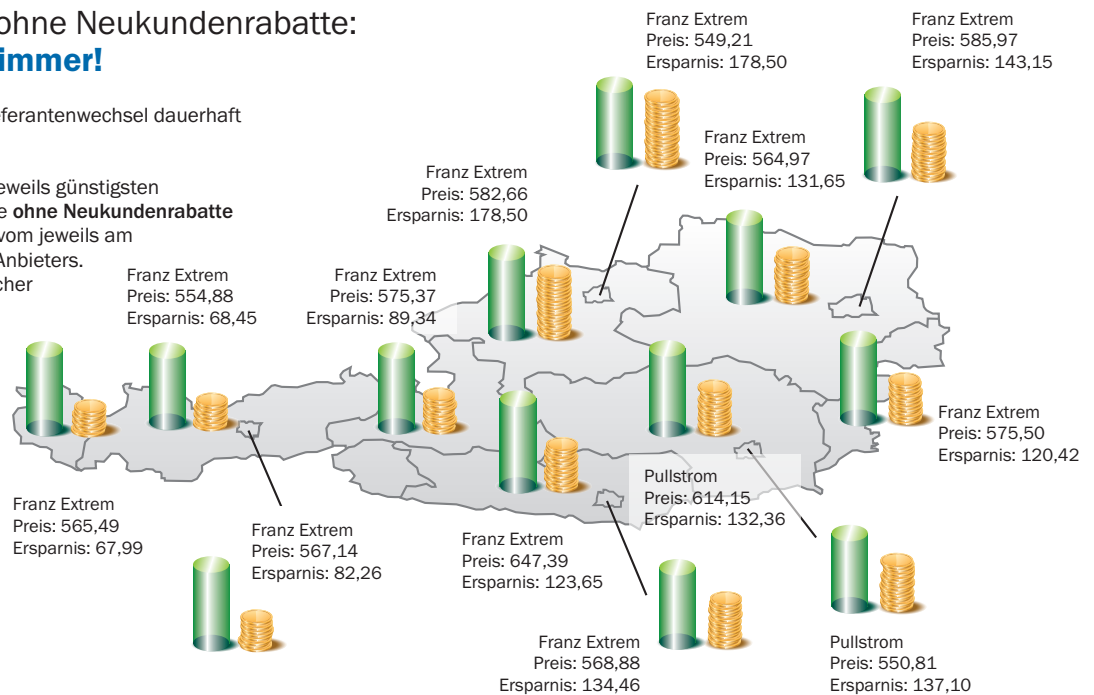 ohne Neukundenrabatte:
immer!
eferantenwechsel dauerhaft
eweils günstigsten
e ohne Neukundenrabatte
vom jeweils am
Anbieters.
cher
Franz Extrem
Preis: 549,21
Ersparnis: 178,50
Franz Extrem
Preis: 585,97
Ersparnis: 143,15
Franz Extrem
Preis: 564,97
Ersparnis: 131,65
Franz Extrem
Preis: 582,66
Ersparnis: 178,50
Franz Extrem
Preis: 554,88
Ersparnis: 68,45
Franz Extrem
Preis: 575,37
Ersparnis: 89,34
Franz Extrem
Preis: 575,50
Ersparnis: 120,42
Pullstrom
Preis: 614,15
Ersparnis: 132,36
Franz Extrem
Preis: 565,49
Ersparnis: 67,99
Franz Extrem
Preis: 567,14
Ersparnis: 82,26
Franz Extrem
Preis: 647,39
Ersparnis: 123,65
Franz Extrem
Preis: 568,88
Ersparnis: 134,46
Pullstrom
Preis: 550,81
Ersparnis: 137,10